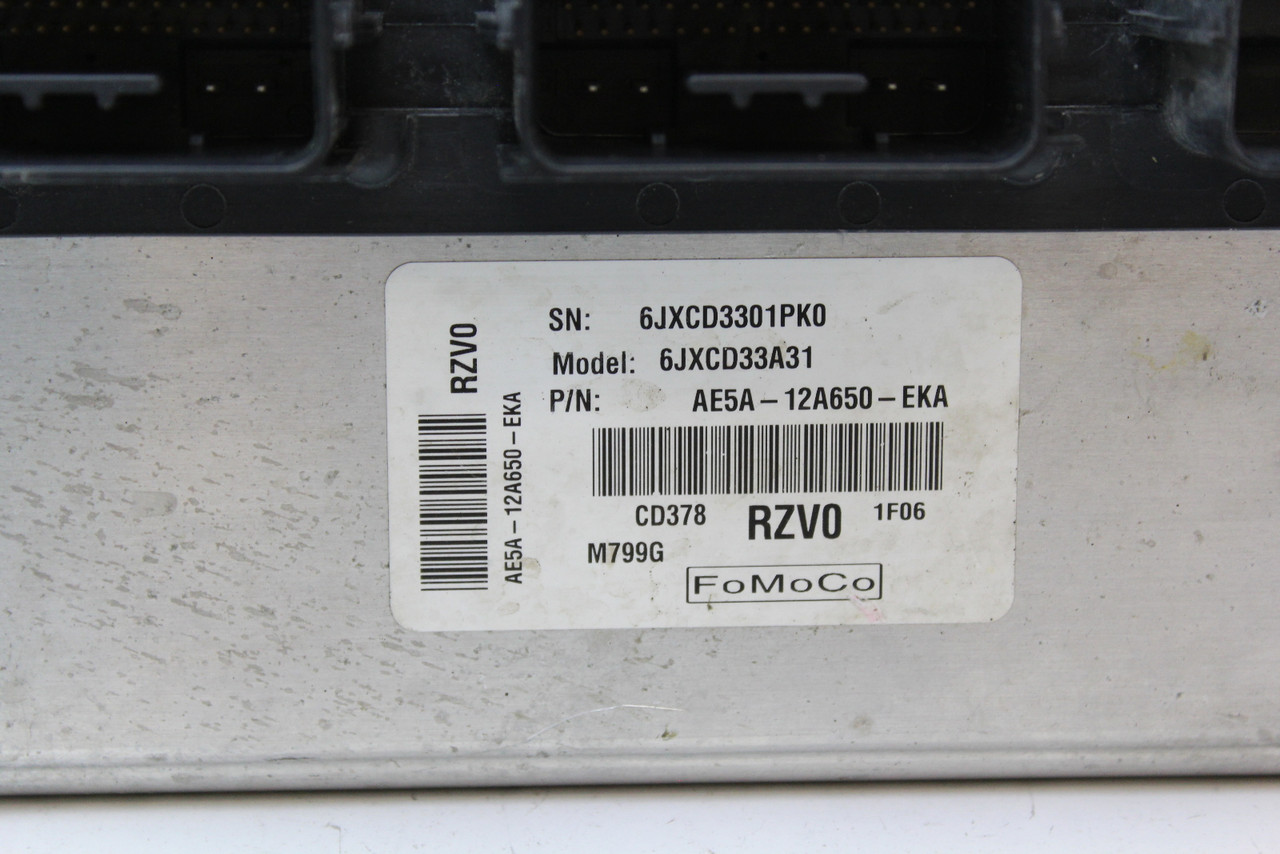 SN: 6JXCD3301PK0
Model: 6JXCD33A31
P/N: AE5A-12A650-EKA
CD378 RZV0 1F06
M799G
FoMoCo
RZV0
AE5A-12A650-EKA